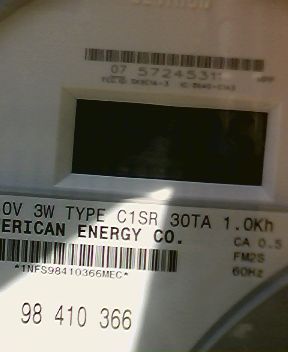 07 5724531
0V 3W TYPE C1SR 30TA 1.0Kh
ERICAN ENERGY CO.
CA 0.5
*1NFS98410366MEC*
FM2S
60Hz
98 410 366